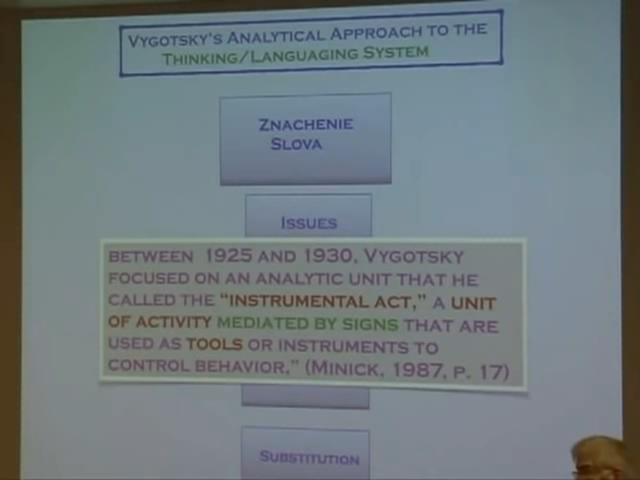 Vygotsky's Analytical Approach to the
Thinking/Languaging System
Znachenie
Slova
Issues
between 1925 and 1930, Vygotsky
focused on an analytic unit that he
called the "instrumental act," a unit
of activity mediated by signs that are
used as tools or instruments to
control behavior," (Minick, 1987, p. 17)
Substitution